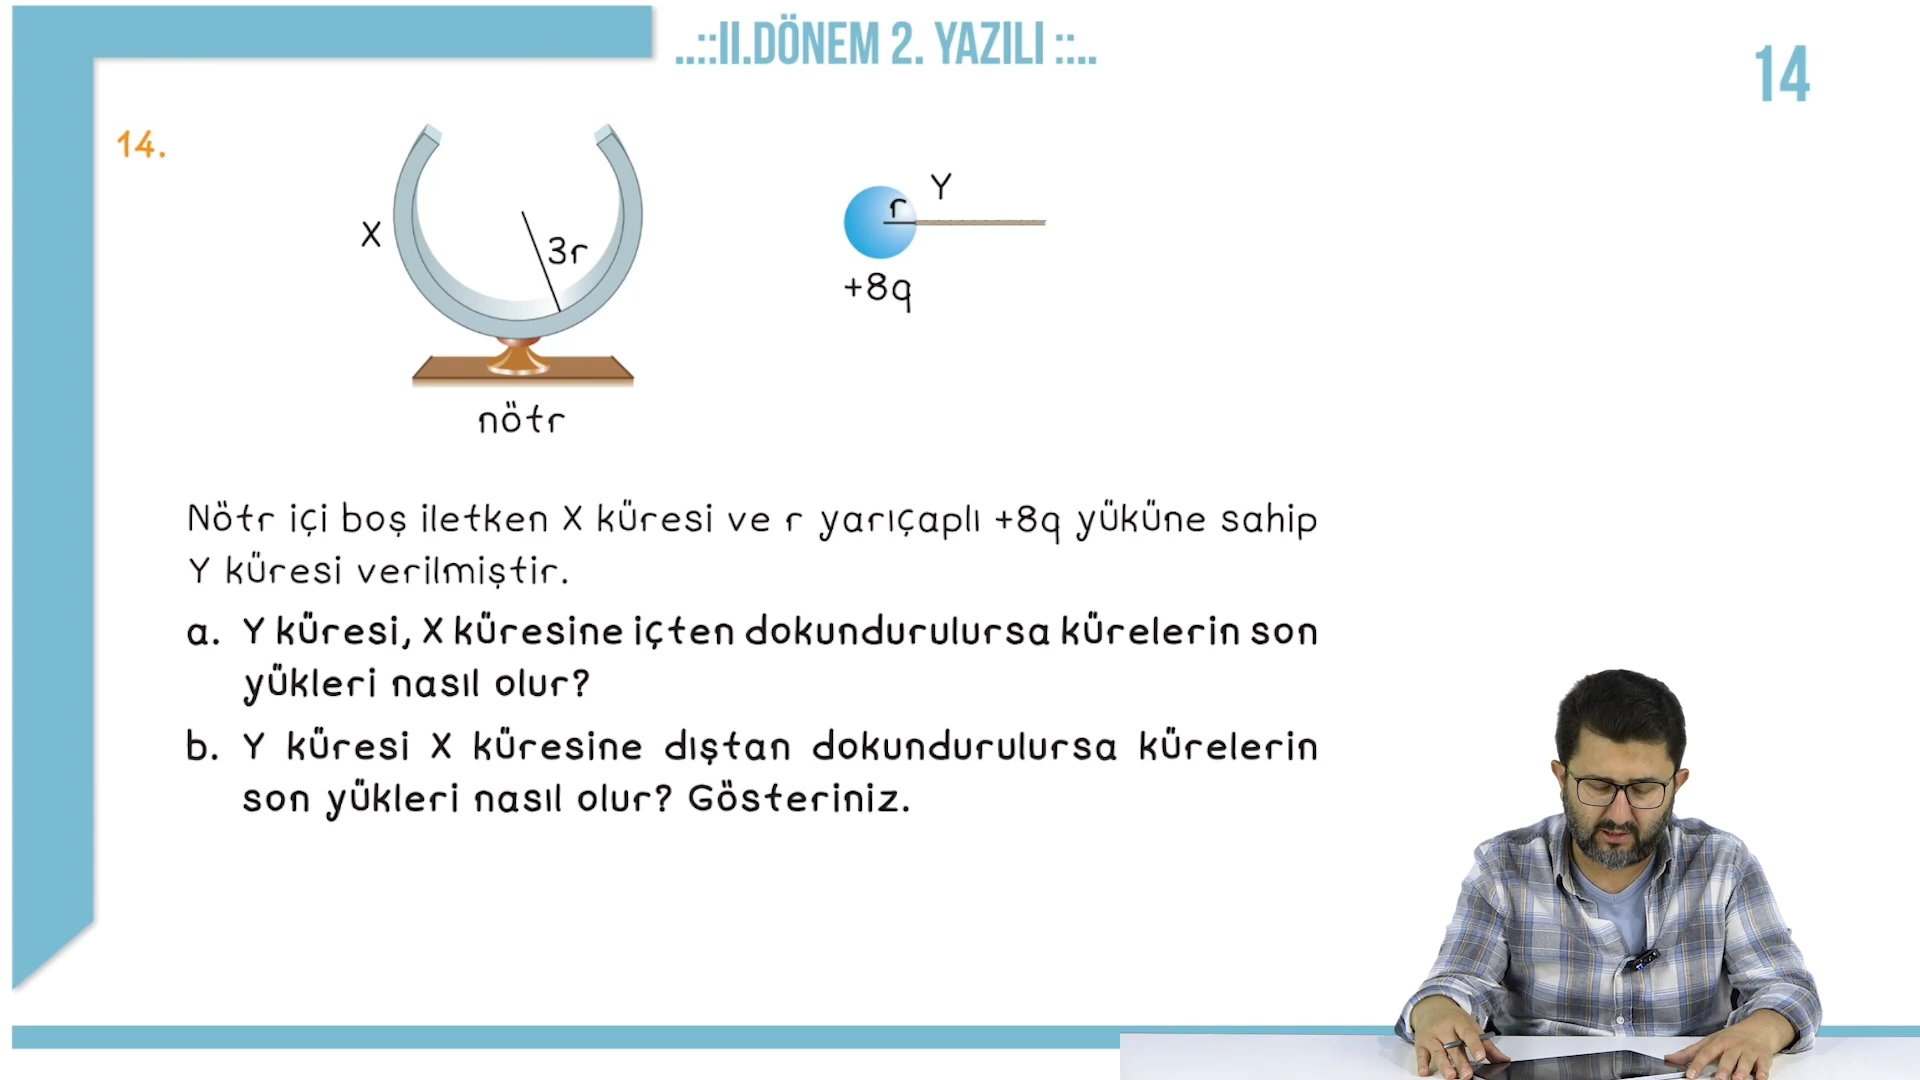 ..::II.DÖNEM 2. YAZILI ::..
14
14.
X
3r
r
Y
+8q
nötr
Nötr içi boş iletken X küresi ve r yarıçaplı +8q yüküne sahip
Y küresi verilmiştir.
a. Y küresi, X küresine içten dokundurulursa kürelerin son
yükleri nasıl olur?
b. Y küresi X küresine dıştan dokundurulursa kürelerin
son yükleri nasıl olur? Gösteriniz.